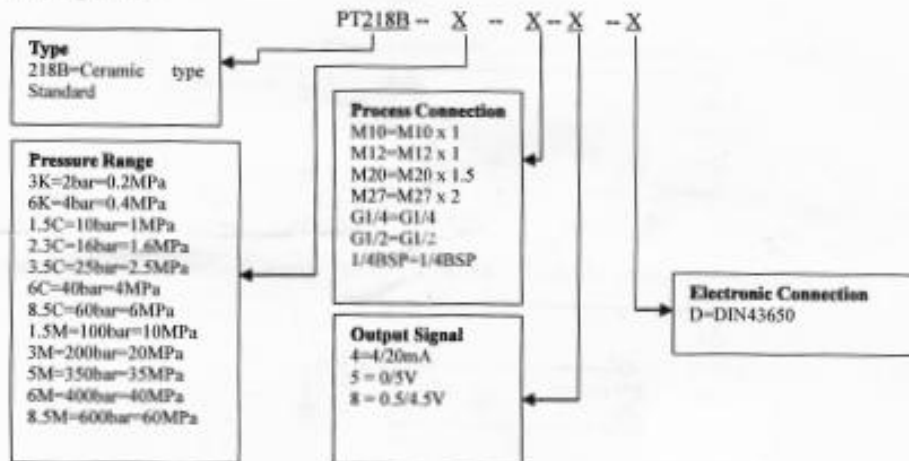 PT218B -- X -- X -- X -- X
Type
218B=Ceramic type
Standard
Pressure Range
3K=2bar=0.2MPa
6K=4bar=0.4MPa
1.5C=10bar=1MPa
2.3C=16bar=1.6MPa
3.5C=25bar=2.5MPa
6C=40bar=4MPa
8.5C=60bar=6MPa
1.5M=100bar=10MPa
3M=200bar=20MPa
5M=350bar=35MPa
6M=400bar=40MPa
8.5M=600bar=60MPa
Process Connection
M10=M10 x 1
M12=M12 x 1
M20=M20 x 1.5
M27=M27 x 2
G1/4=G1/4
G1/2=G1/2
1/4BSP=1/4BSP
Output Signal
4=4/20mA
5 = 0/5V
8 = 0.5/4.5V
Electronic Connection
D=DIN43650